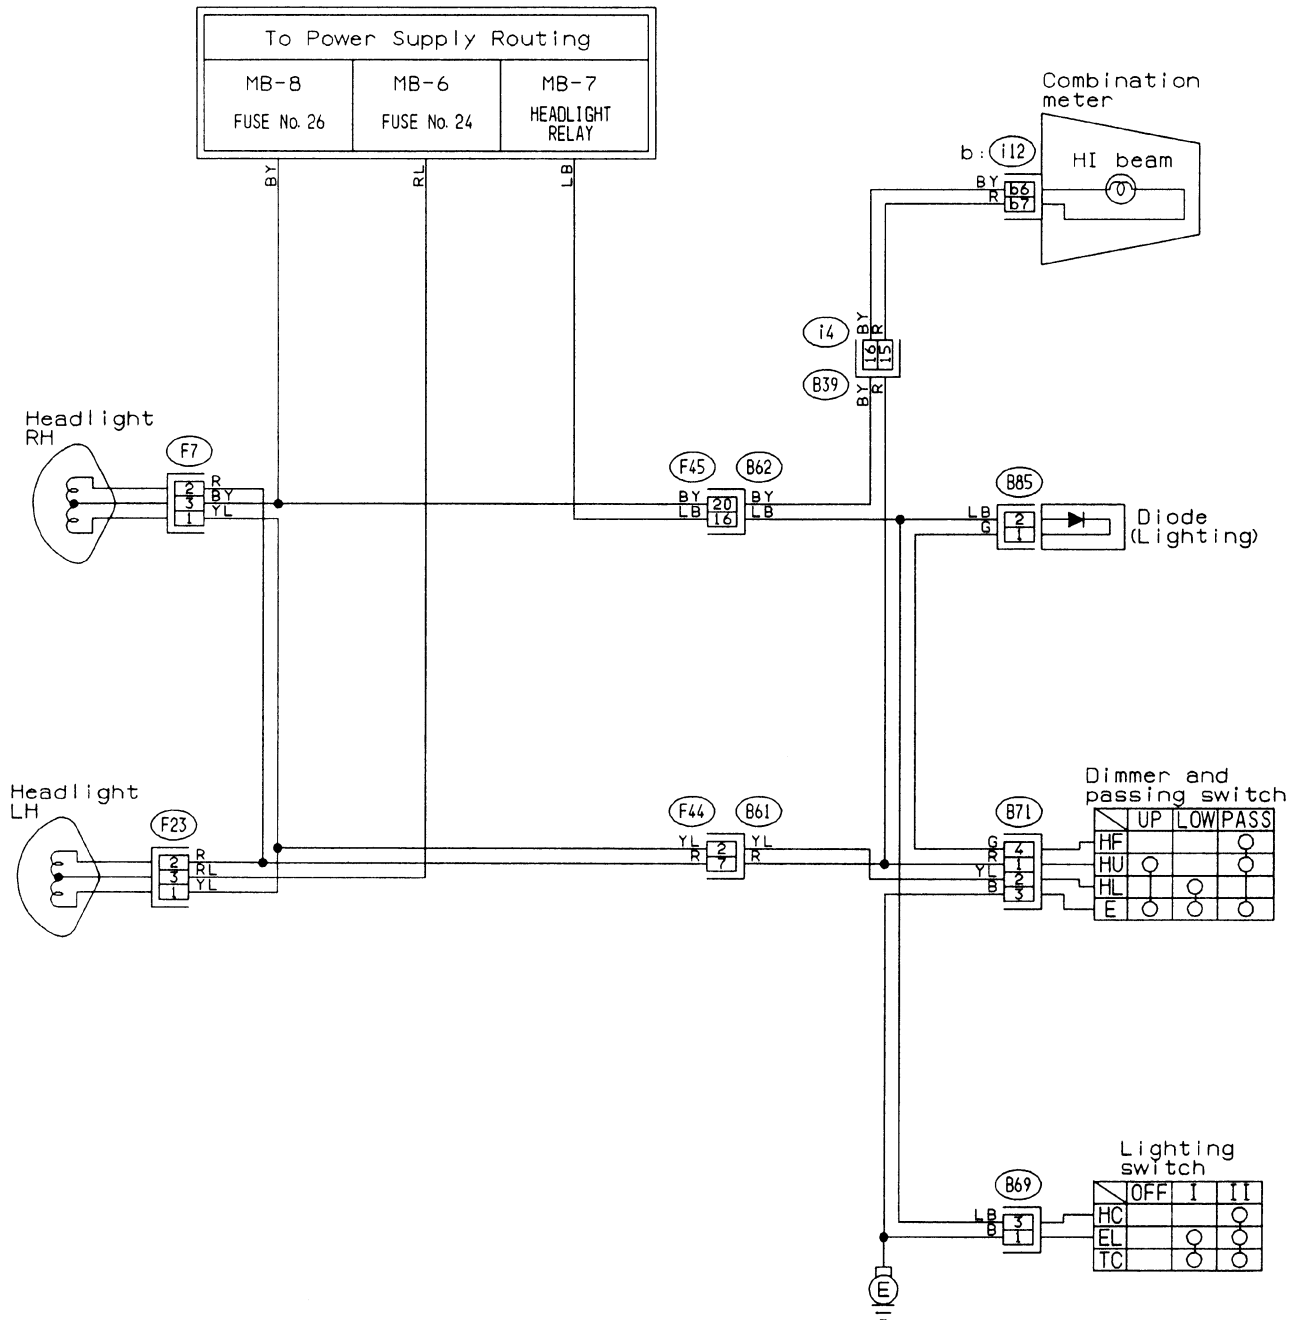 To Power Supply Routing
MB-8
FUSE No. 26
MB-6
FUSE No. 24
MB-7
HEADLIGHT
RELAY
BY
RL
LB
Combination
meter
b: i12
HI beam
BY
R
b6
b7
i4
BY
R
16
15
B39
BY
R
Headlight
RH
F7
2
3
1
R
BY
YL
F45
B62
BY
LB
20
16
BY
LB
B85
LB
G
2
1
Diode
(Lighting)
Headlight
LH
F23
2
3
1
R
RL
YL
F44
B61
YL
R
2
7
YL
R
B71
G
R
YL
B
4
1
2
3
Dimmer and
passing switch
UP LOW PASS
HF
HU
HL
E
Lighting
switch
B69
LB
B
3
1
OFF I II
HC
EL
TC
E